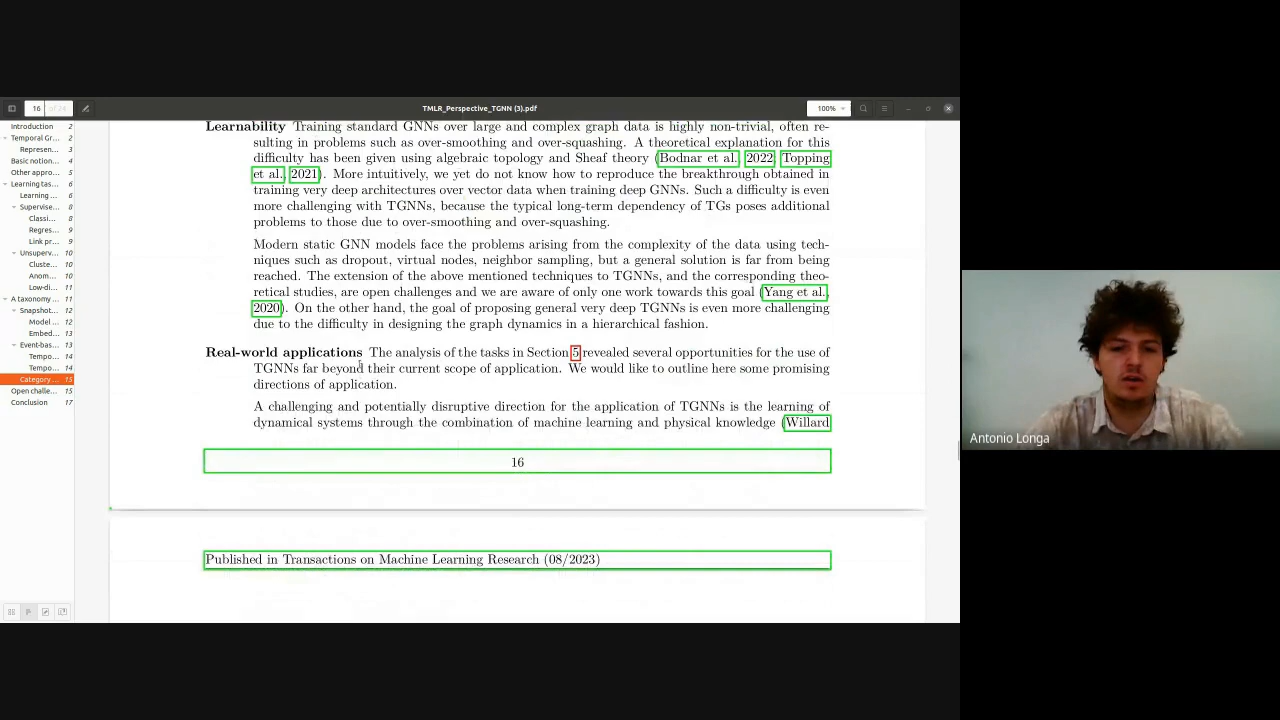 16 of 24
TMLR_Perspective_TGNN (3).pdf
100%
Introduction 2
Temporal Gr... 2
Represen... 3
Basic notion... 4
Other appro... 5
Learning tas... 6
Learning ... 6
Supervise... 8
Classi... 8
Regres... 9
Link pr... 9
Unsuperv... 10
Cluste... 10
Anom... 10
Low-di... 11
A taxonomy ... 11
Snapshot... 12
Model ... 12
Embed... 13
Event-bas... 13
Tempo... 13
Tempo... 14
Category... 15
Open challe... 15
Conclusion 17
Learnability Training standard GNNs over large and complex graph data is highly non-trivial, often re-
sulting in problems such as over-smoothing and over-squashing. A theoretical explanation for this
difficulty has been given using algebraic topology and Sheaf theory (Bodnar et al., 2022; Topping
et al., 2021). More intuitively, we yet do not know how to reproduce the breakthrough obtained in
training very deep architectures over vector data when training deep GNNs. Such a difficulty is even
more challenging with TGNNs, because the typical long-term dependency of TGs poses additional
problems to those due to over-smoothing and over-squashing.
Modern static GNN models face the problems arising from the complexity of the data using tech-
niques such as dropout, virtual nodes, neighbor sampling, but a general solution is far from being
reached. The extension of the above mentioned techniques to TGNNs, and the corresponding theo-
retical studies, are open challenges and we are aware of only one work towards this goal (Yang et al.,
2020). On the other hand, the goal of proposing general very deep TGNNs is even more challenging
due to the difficulty in designing the graph dynamics in a hierarchical fashion.
Real-world applications The analysis of the tasks in Section 5 revealed several opportunities for the use of
TGNNs far beyond their current scope of application. We would like to outline here some promising
directions of application.
A challenging and potentially disruptive direction for the application of TGNNs is the learning of
dynamical systems through the combination of machine learning and physical knowledge (Willard
16
Published in Transactions on Machine Learning Research (08/2023)
Antonio Longa